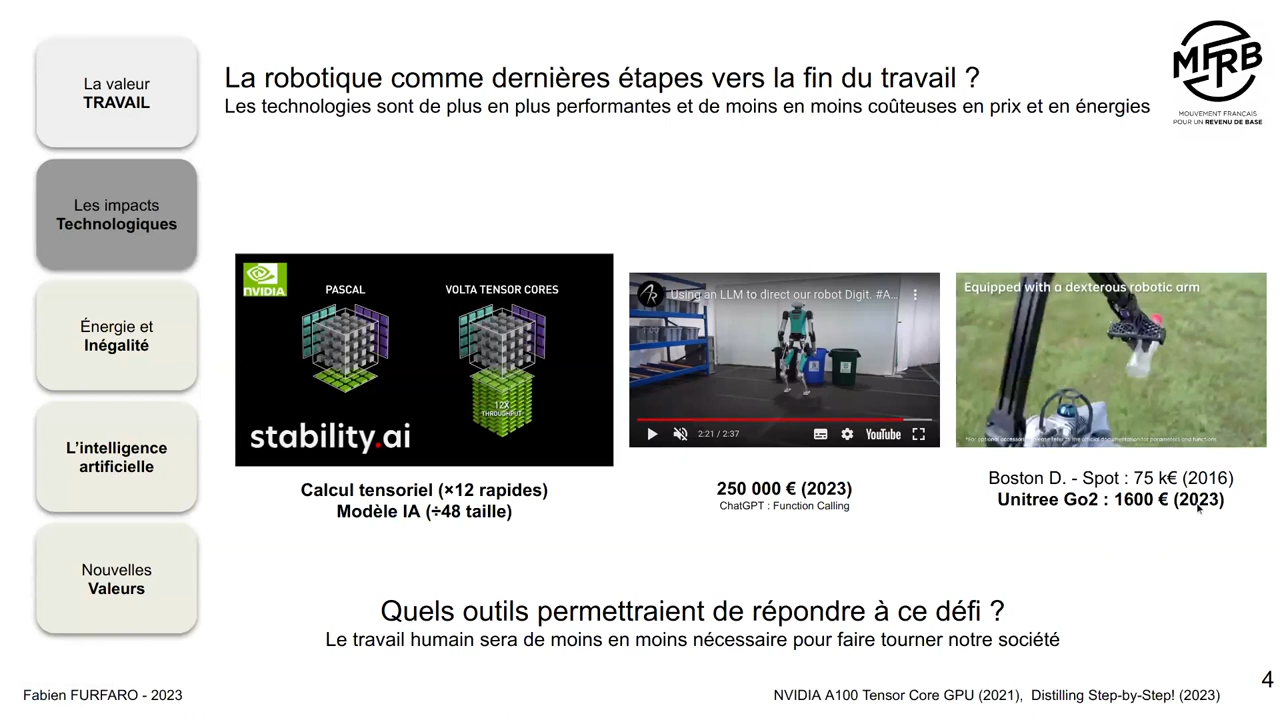 La valeur
TRAVAIL
Les impacts
Technologiques
Énergie et
Inégalité
L'intelligence
artificielle
Nouvelles
Valeurs
La robotique comme dernières étapes vers la fin du travail ?
Les technologies sont de plus en plus performantes et de moins en moins coûteuses en prix et en énergies
MFRB
MOUVEMENT FRANÇAIS
POUR UN REVENU DE BASE
NVIDIA
PASCAL
VOLTA TENSOR CORES
12X
THROUGHPUT
stability.ai
Calcul tensoriel (×12 rapides)
Modèle IA (÷48 taille)
Using an LLM to direct our robot Digit. #A...
2:21 / 2:37
YouTube
250 000 € (2023)
ChatGPT : Function Calling
Equipped with a dexterous robotic arm
Boston D. - Spot : 75 k€ (2016)
Unitree Go2 : 1600 € (2023)
Quels outils permettraient de répondre à ce défi ?
Le travail humain sera de moins en moins nécessaire pour faire tourner notre société
Fabien FURFARO - 2023
NVIDIA A100 Tensor Core GPU (2021), Distilling Step-by-Step! (2023)
4